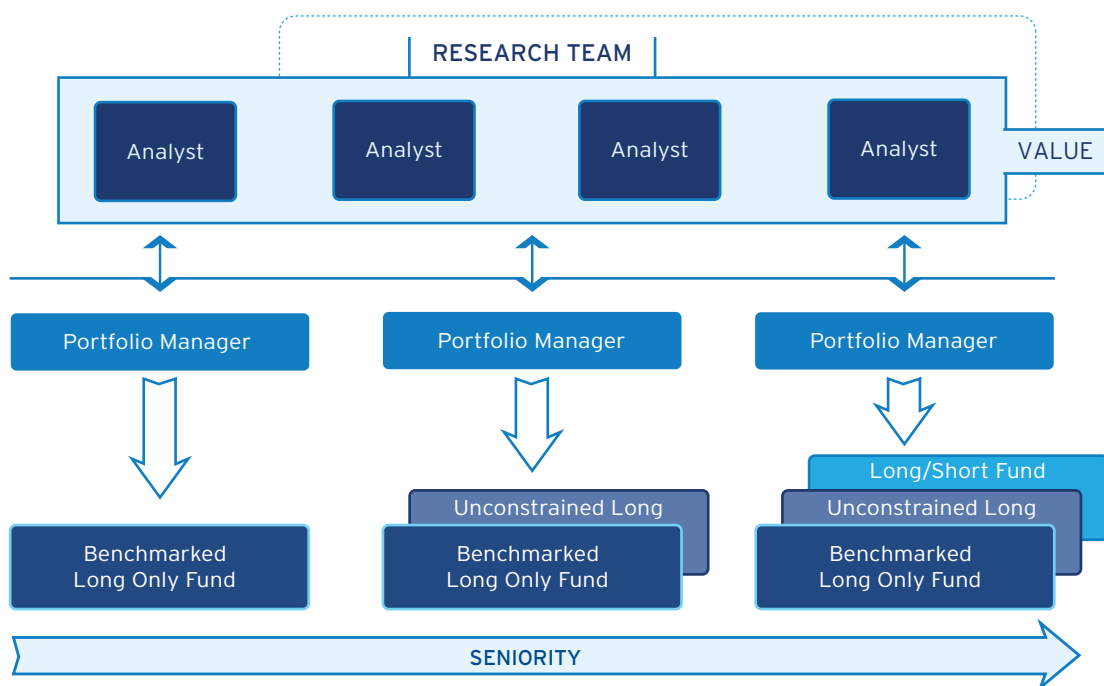 RESEARCH TEAM
Analyst
Analyst
Analyst
Analyst
VALUE
Portfolio Manager
Portfolio Manager
Portfolio Manager
Benchmarked
Long Only Fund
Unconstrained Long
Benchmarked
Long Only Fund
Long/Short Fund
Unconstrained Long
Benchmarked
Long Only Fund
SENIORITY